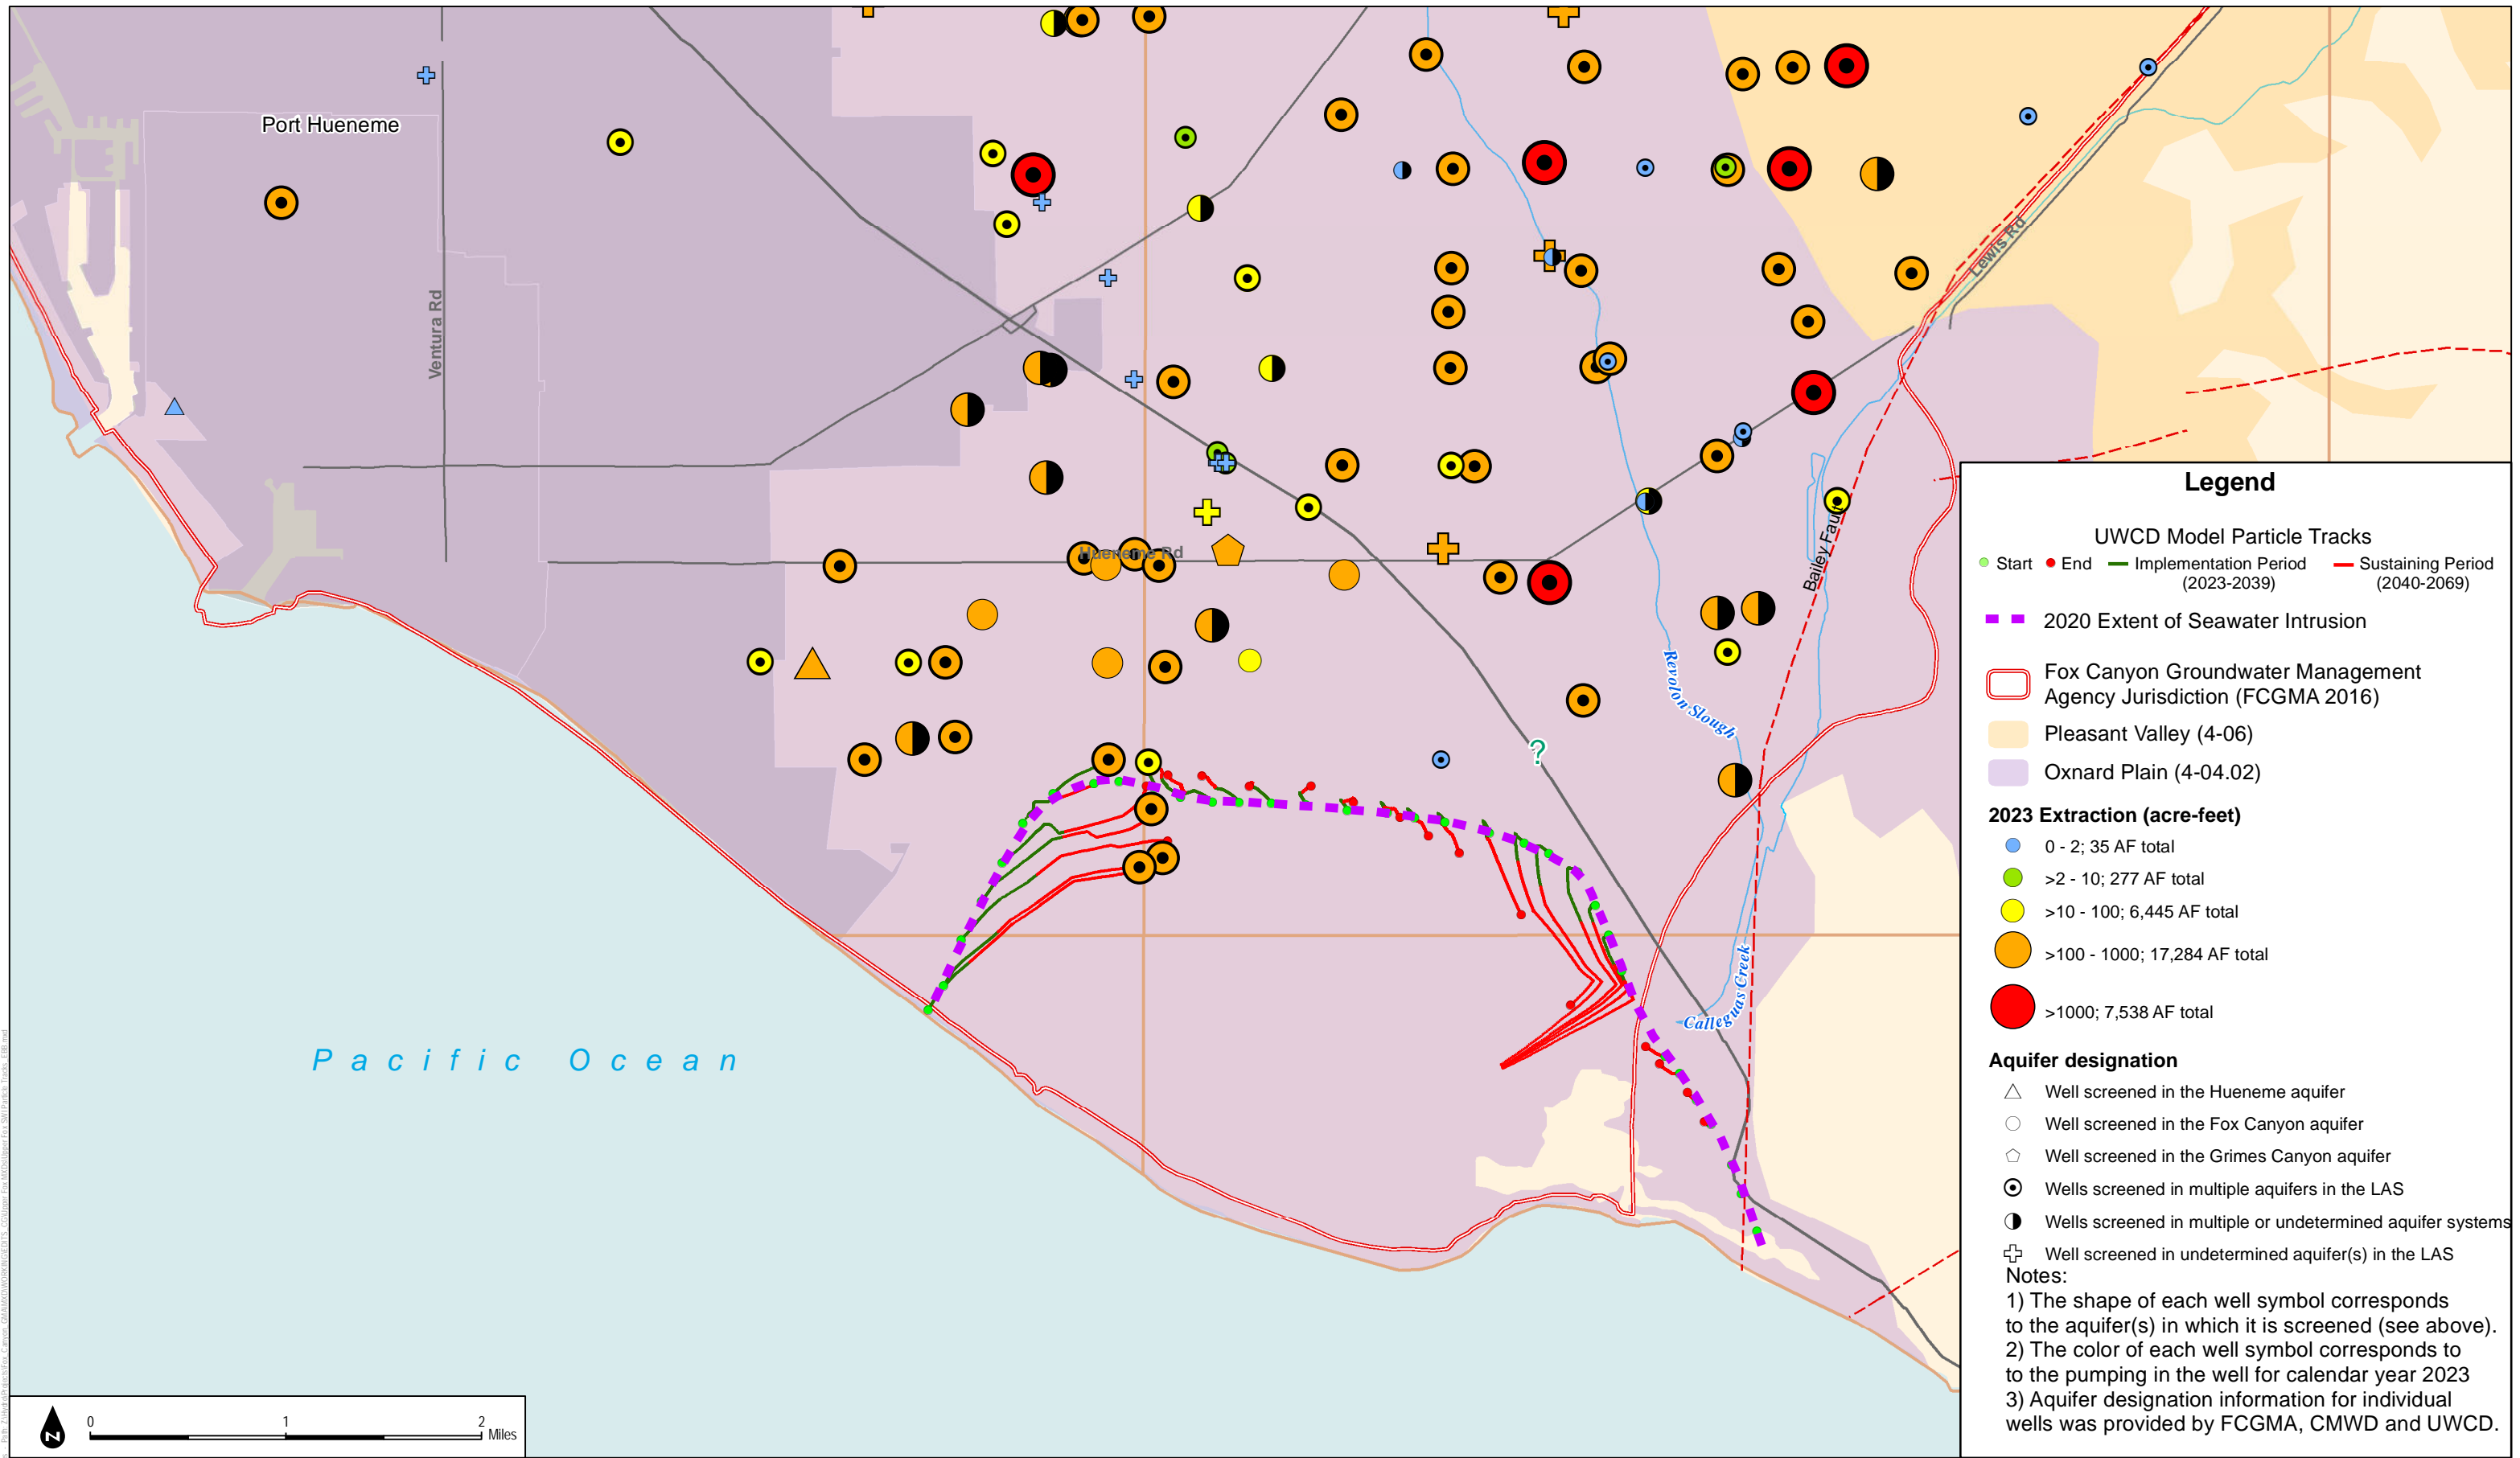 Port Hueneme
Ventura Rd
Lewis Rd
Hueneme Rd
Bailey Fault
Revolon Slough
?
Calleguas Creek
Pacific Ocean
0 1 2
Miles
N
Legend
UWCD Model Particle Tracks
Start End Implementation Period Sustaining Period
(2023-2039) (2040-2069)
2020 Extent of Seawater Intrusion
Fox Canyon Groundwater Management
Agency Jurisdiction (FCGMA 2016)
Pleasant Valley (4-06)
Oxnard Plain (4-04.02)
2023 Extraction (acre-feet)
0 - 2; 35 AF total
>2 - 10; 277 AF total
>10 - 100; 6,445 AF total
>100 - 1000; 17,284 AF total
>1000; 7,538 AF total
Aquifer designation
Well screened in the Hueneme aquifer
Well screened in the Fox Canyon aquifer
Well screened in the Grimes Canyon aquifer
Wells screened in multiple aquifers in the LAS
Wells screened in multiple or undetermined aquifer systems
Well screened in undetermined aquifer(s) in the LAS
Notes:
1) The shape of each well symbol corresponds
to the aquifer(s) in which it is screened (see above).
2) The color of each well symbol corresponds to
to the pumping in the well for calendar year 2023
3) Aquifer designation information for individual
wells was provided by FCGMA, CMWD and UWCD.